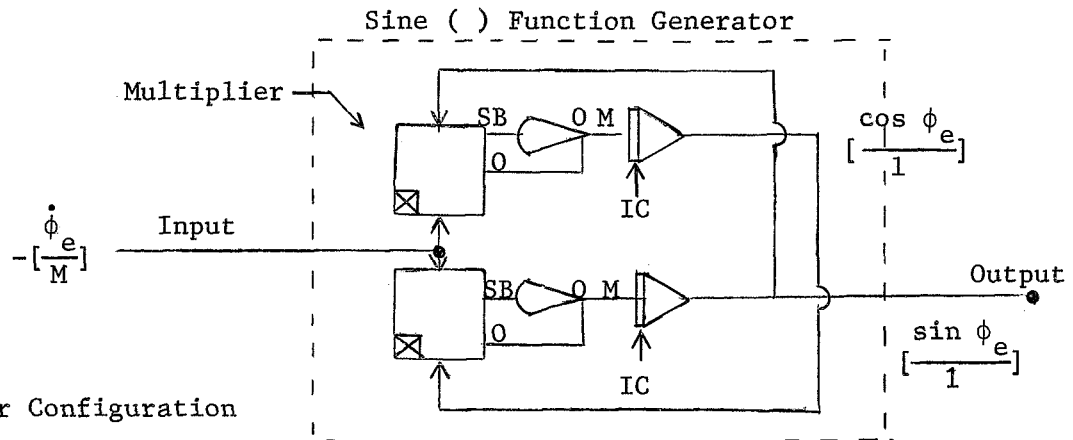 Sine ( ) Function Generator
Multiplier
SB
O
M
O
IC
[cos ϕe/1]
-[ϕ̇e/M]
Input
SB
O
M
O
IC
Output
[sin ϕe/1]
r Configuration